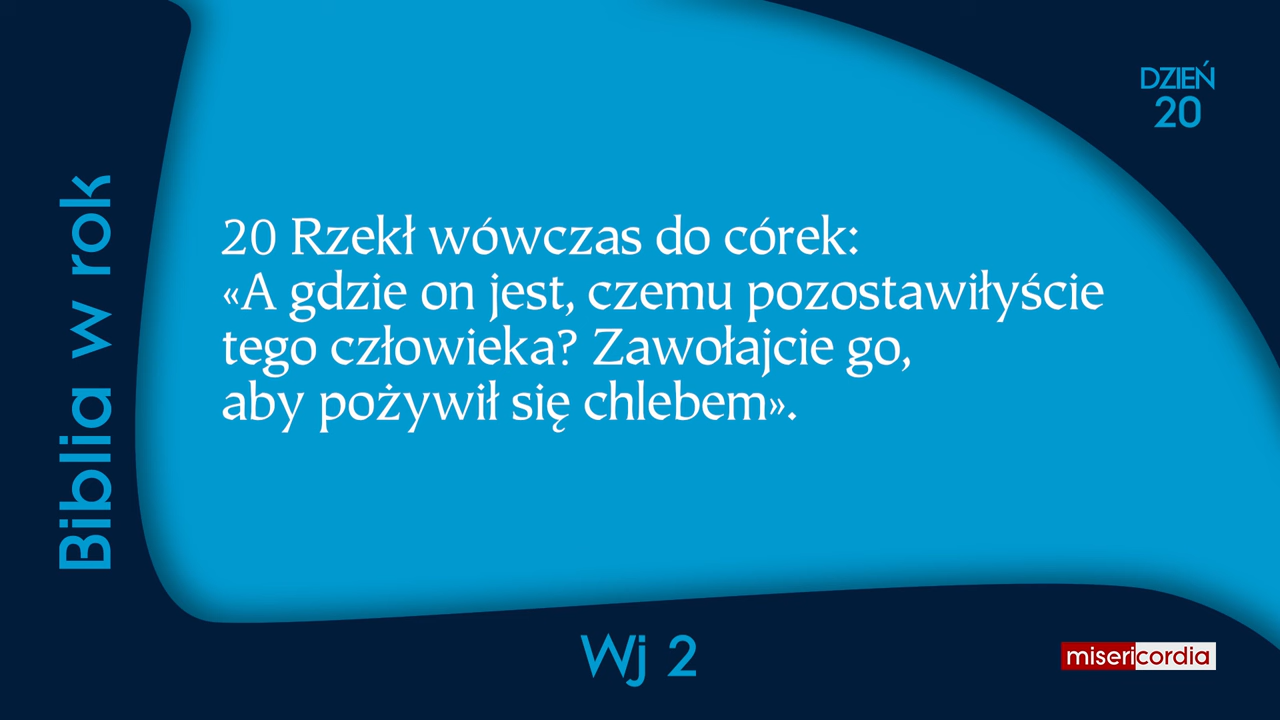 DZIEŃ
20
Biblia w rok
20 Rzekł wówczas do córek:
«A gdzie on jest, czemu pozostawiłyście
tego człowieka? Zawołajcie go,
aby pożywił się chlebem».
Wj 2
misericordia